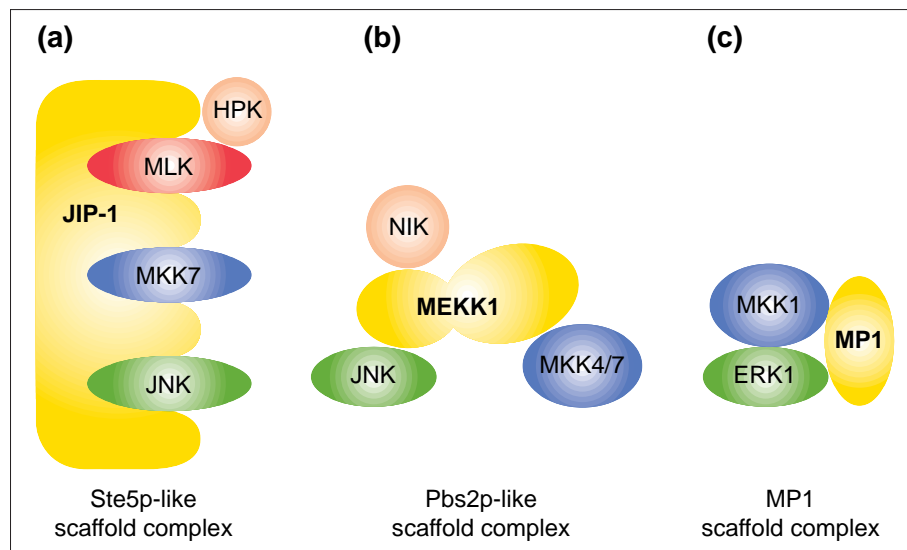 (a)
HPK
MLK
JIP-1
MKK7
JNK
Ste5p-like
scaffold complex
(b)
NIK
MEKK1
JNK
MKK4/7
Pbs2p-like
scaffold complex
(c)
MKK1
MP1
ERK1
MP1
scaffold complex